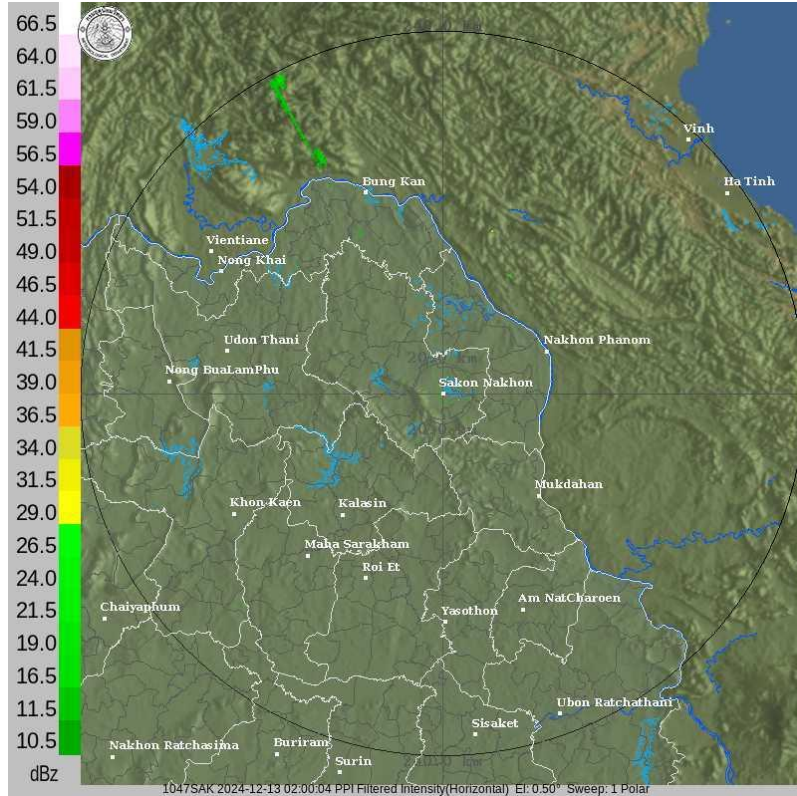 66.5
64.0
61.5
59.0
56.5
54.0
51.5
49.0
46.5
44.0
41.5
39.0
36.5
34.0
31.5
29.0
26.5
24.0
21.5
19.0
16.5
11.5
10.5
dBz
Vinh
Ha Tinh
Bung Kan
Vientiane
Nong Khai
Udon Thani
Nakhon Phanom
Nong BuaLamPhu
Sakon Nakhon
Mukdahan
Khon Kaen
Kalasin
Maha Sarakham
Roi Et
Chaiyaphum
Yasothon
Am NatCharoen
Ubon Ratchathani
Sisaket
Nakhon Ratchasima
Buriram
Surin
1047SAK 2024-12-13 02:00:04 PPI Filtered Intensity(Horizontal) El: 0.50° Sweep: 1 Polar